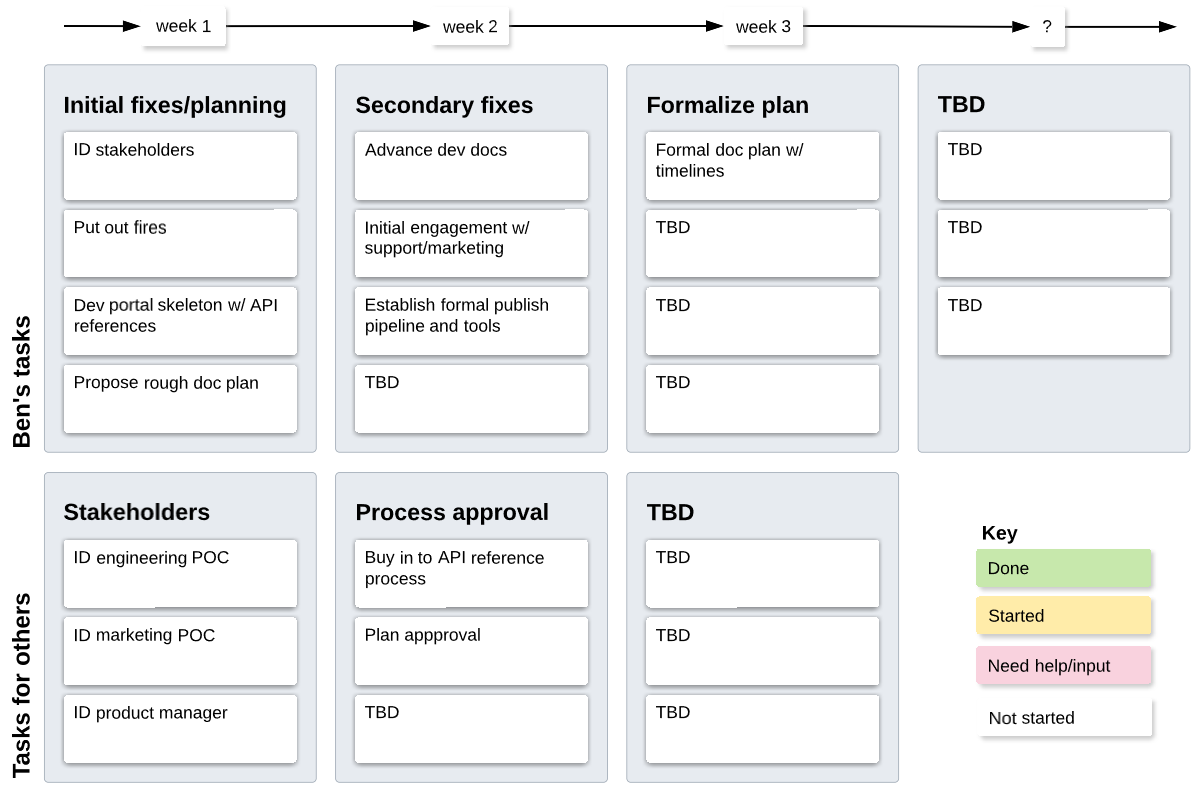 week 1
week 2
week 3
?
Ben's tasks
Initial fixes/planning
ID stakeholders
Put out fires
Dev portal skeleton w/ API
references
Propose rough doc plan
Secondary fixes
Advance dev docs
Initial engagement w/
support/marketing
Establish formal publish
pipeline and tools
TBD
Formalize plan
Formal doc plan w/
timelines
TBD
TBD
TBD
TBD
TBD
TBD
TBD
Tasks for others
Stakeholders
ID engineering POC
ID marketing POC
ID product manager
Process approval
Buy in to API reference
process
Plan appproval
TBD
TBD
TBD
TBD
TBD
Key
Done
Started
Need help/input
Not started